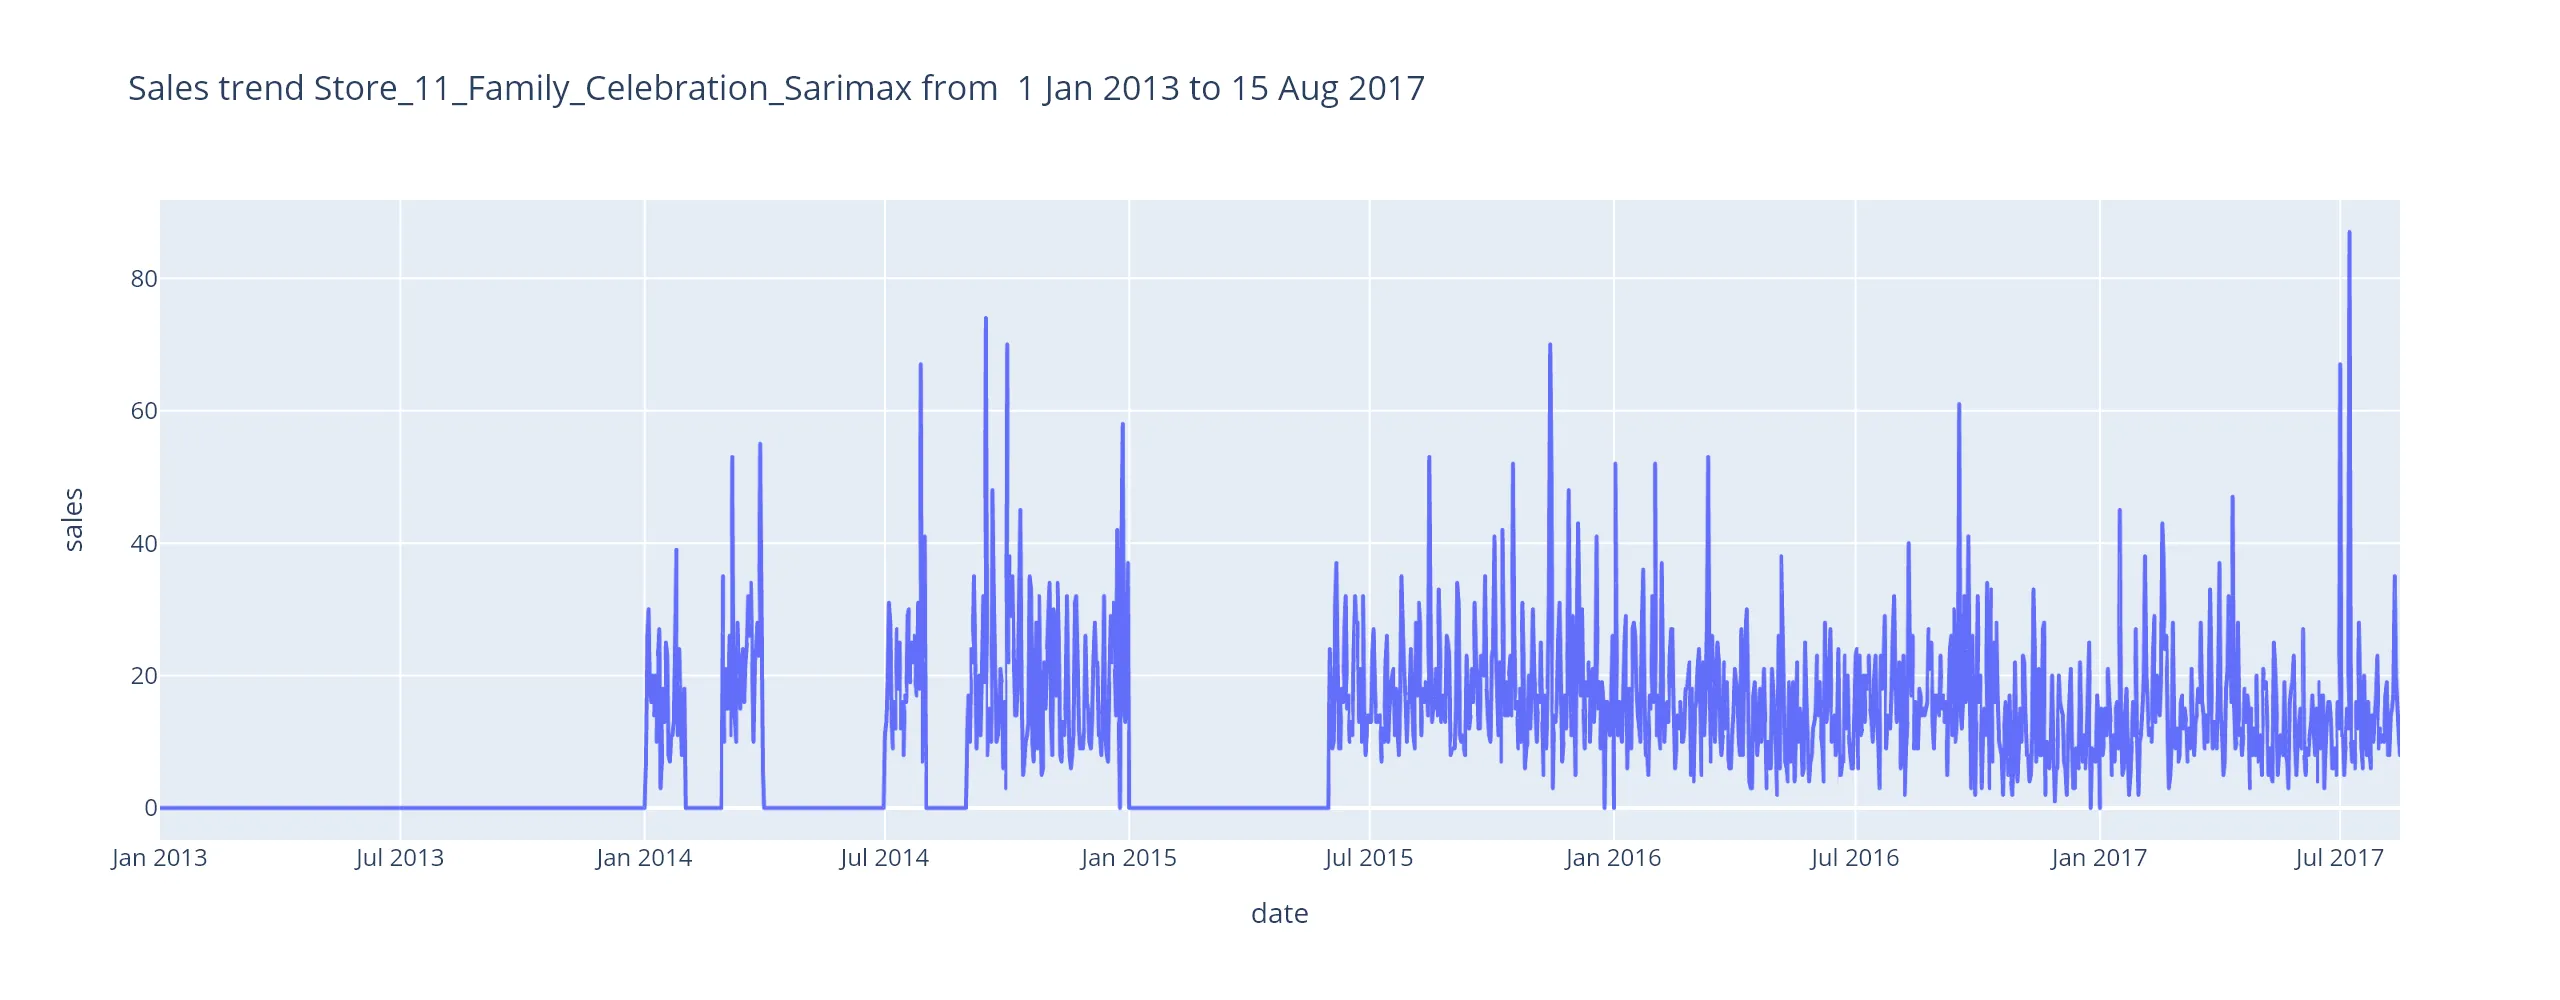 Sales trend Store_11_Family_Celebration_Sarimax from  1 Jan 2013 to 15 Aug 2017
80
60
40
20
0
sales
Jan 2013 Jul 2013 Jan 2014 Jul 2014 Jan 2015 Jul 2015 Jan 2016 Jul 2016 Jan 2017 Jul 2017
date